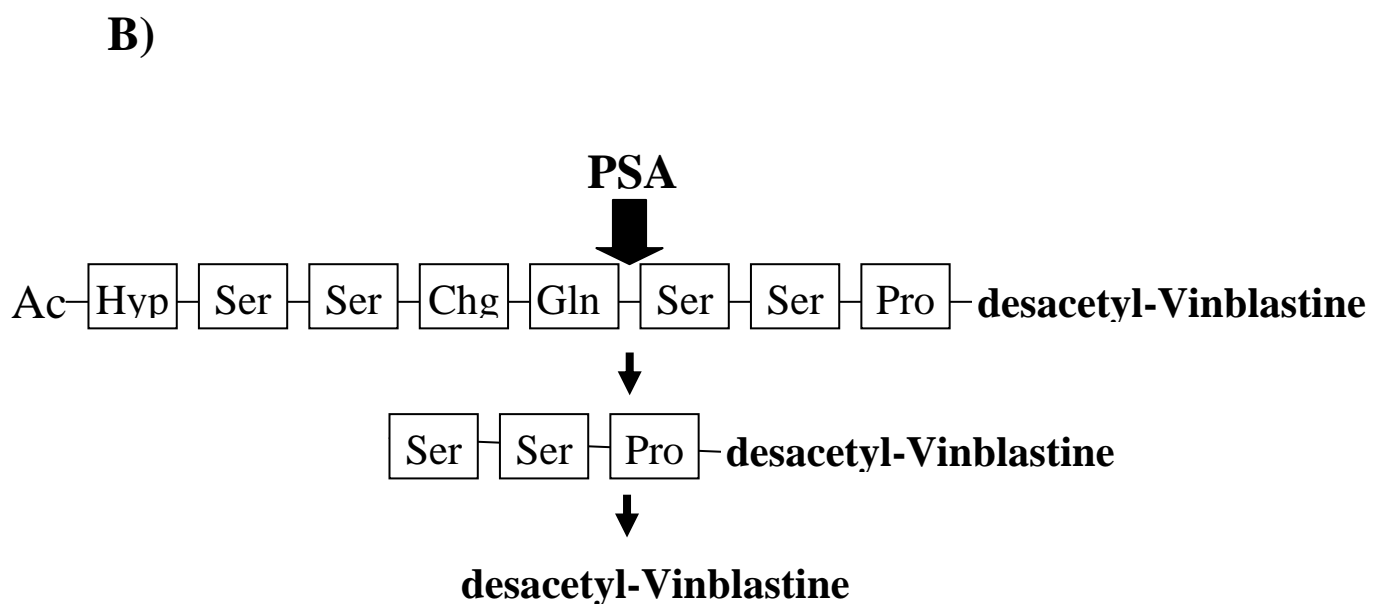 B)
PSA
Ac Hyp Ser Ser Chg Gln Ser Ser Pro desacetyl-Vinblastine
Ser Ser Pro desacetyl-Vinblastine
desacetyl-Vinblastine